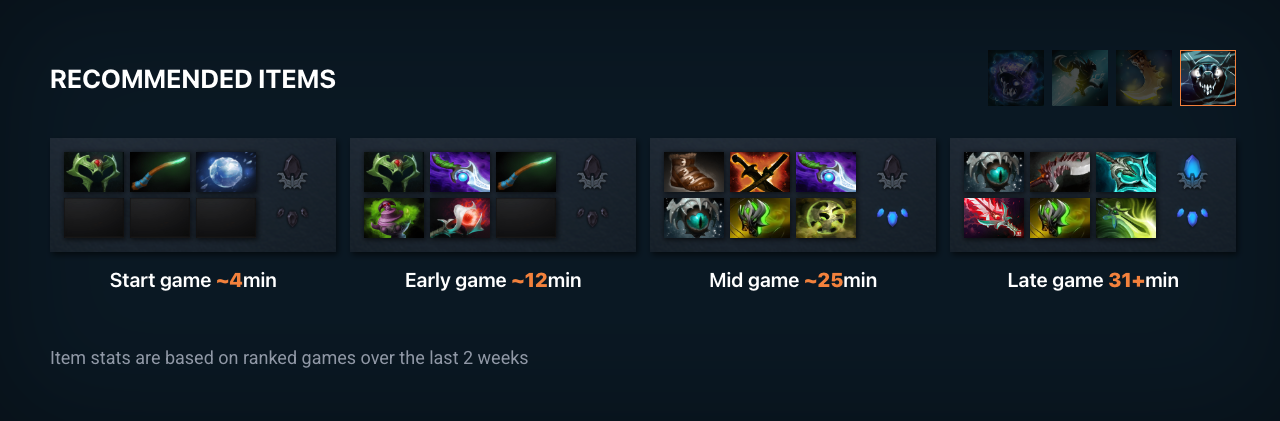 RECOMMENDED ITEMS
Start game ~4min
Early game ~12min
Mid game ~25min
Late game 31+min
Item stats are based on ranked games over the last 2 weeks